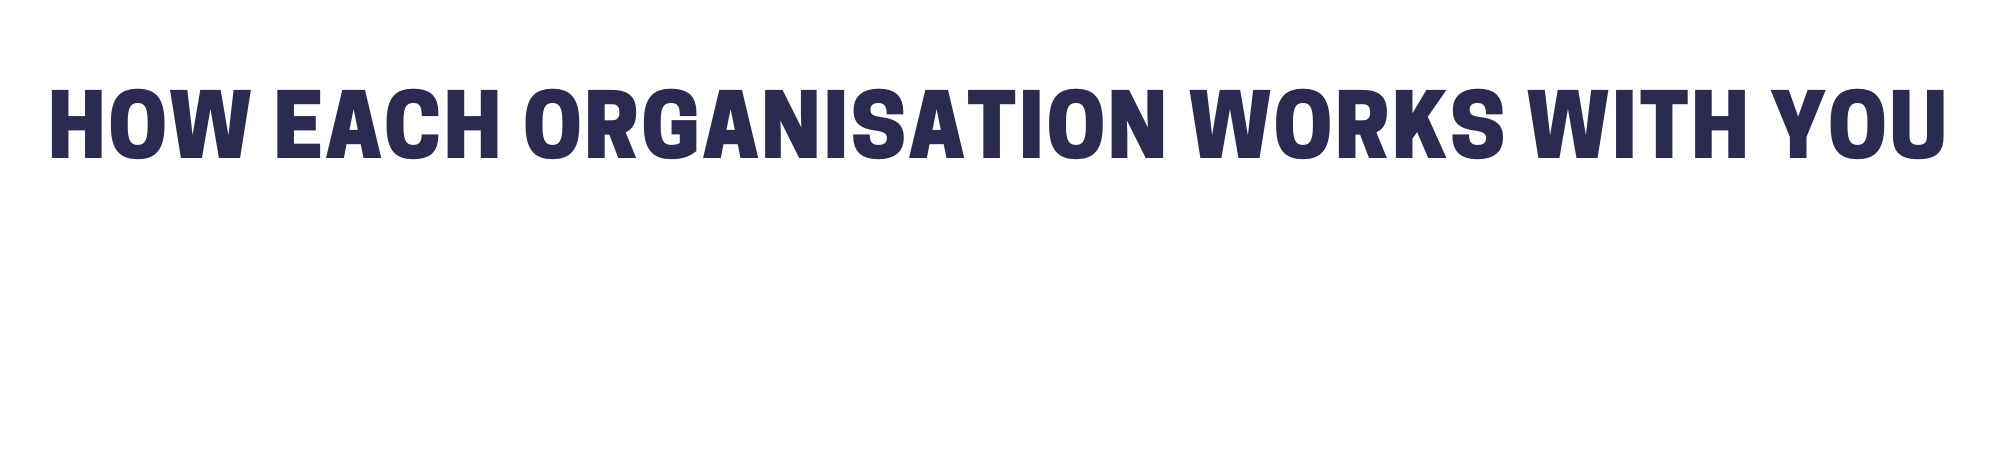 HOW EACH ORGANISATION WORKS WITH YOU